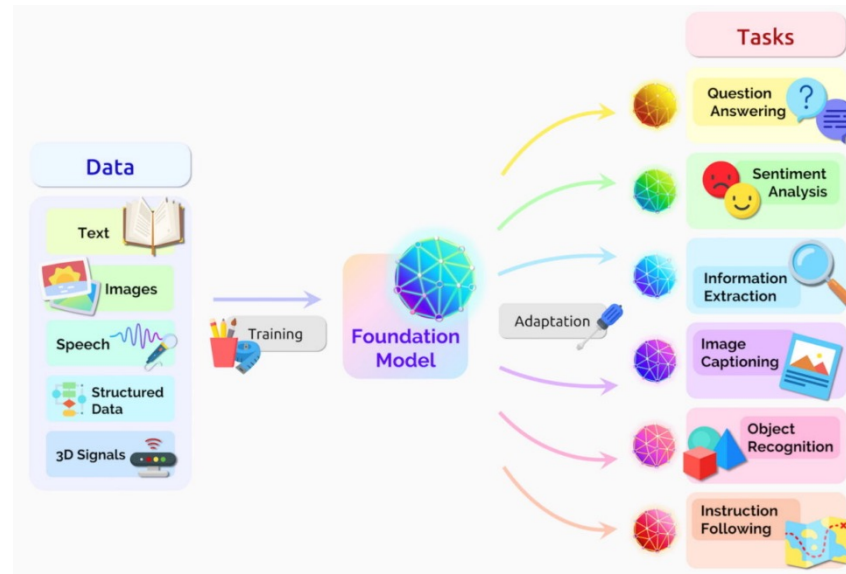 Data
Text
Images
Speech
Structured
Data
3D Signals
Training
Foundation
Model
Adaptation
Tasks
Question
Answering
?
Sentiment
Analysis
Information
Extraction
Image
Captioning
Object
Recognition
Instruction
Following